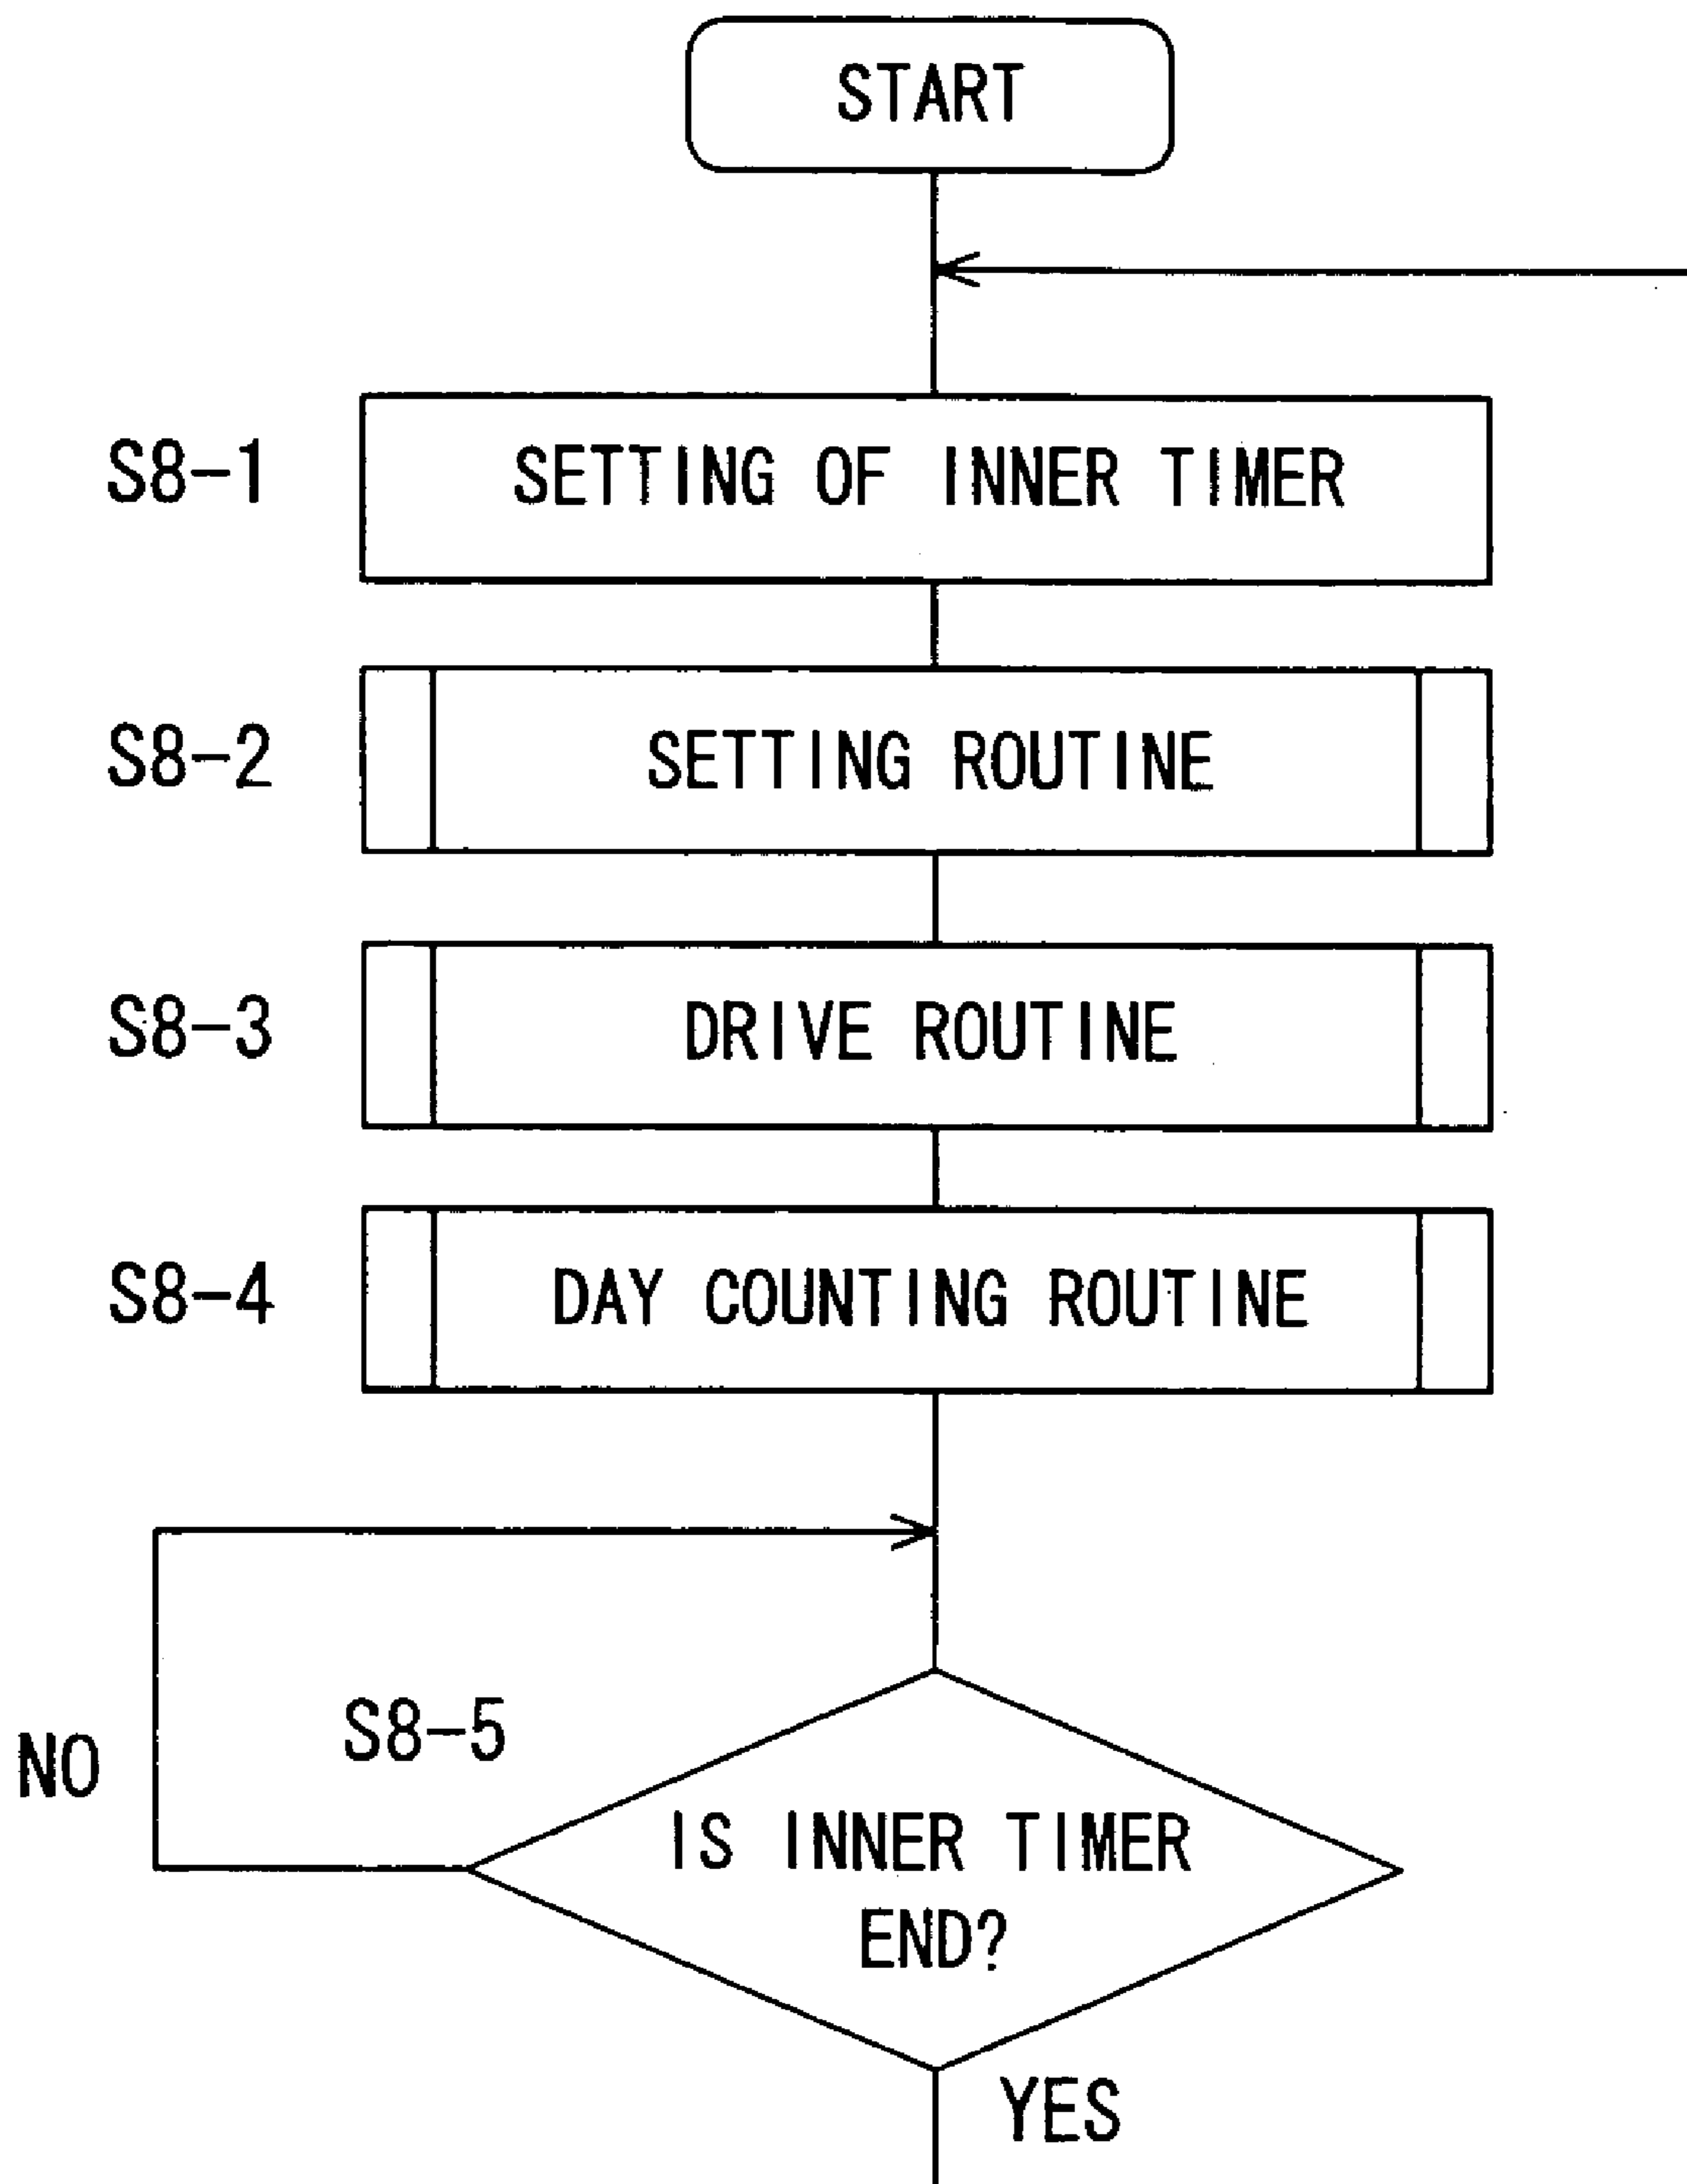 START
S8-1
SETTING OF INNER TIMER
S8-2
SETTING ROUTINE
S8-3
DRIVE ROUTINE
S8-4
DAY COUNTING ROUTINE
S8-5
NO
IS INNER TIMER
END?
YES